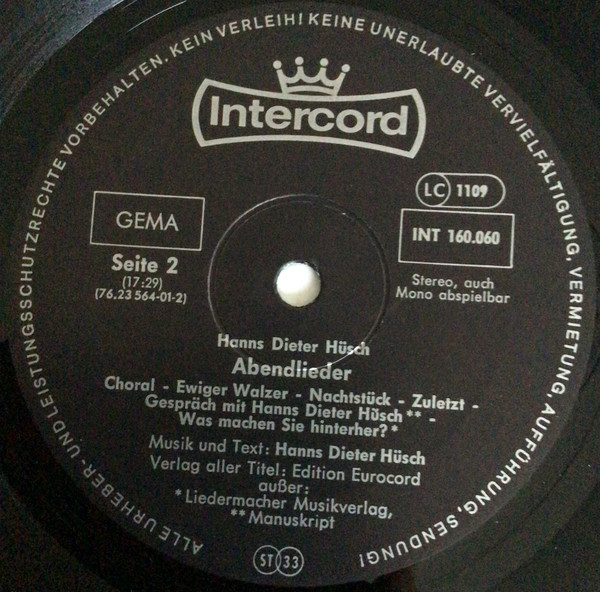 ALLE URHEBER- UND LEISTUNGSSCHUTZRECHTE VORBEHALTEN. KEIN VERLEIH! KEINE UNERLAUBTE VERVIELFÄLTIGUNG, VERMIETUNG, AUFFÜHRUNG, SENDUNG!
Intercord
LC 1109
GEMA
INT 160.060
Seite 2
(17:29)
(76.23 564-01-2)
Stereo, auch
Mono abspielbar
Hanns Dieter Hüsch
Abendlieder
Choral - Ewiger Walzer - Nachtstück - Zuletzt -
Gespräch mit Hanns Dieter Hüsch** -
Was machen Sie hinterher?*
Musik und Text: Hanns Dieter Hüsch
Verlag aller Titel: Edition Eurocord
außer:
*Liedermacher Musikverlag,
**Manuskript
ST 33